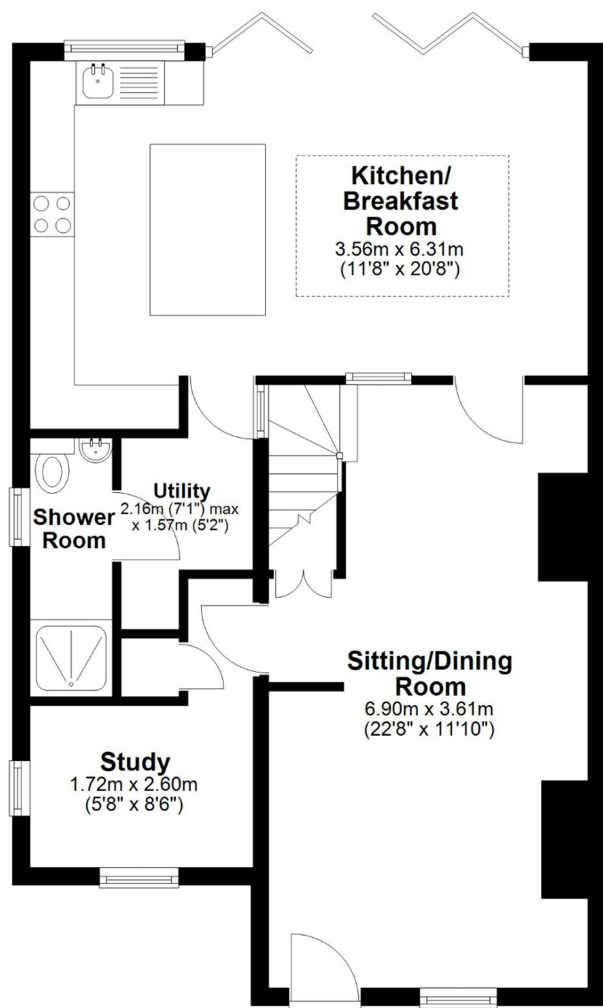 Kitchen/
Breakfast
Room
3.56m x 6.31m
(11'8" x 20'8")
Utility
2.16m (7'1") max
x 1.57m (5'2")
Shower
Room
Sitting/Dining
Room
6.90m x 3.61m
(22'8" x 11'10")
Study
1.72m x 2.60m
(5'8" x 8'6")